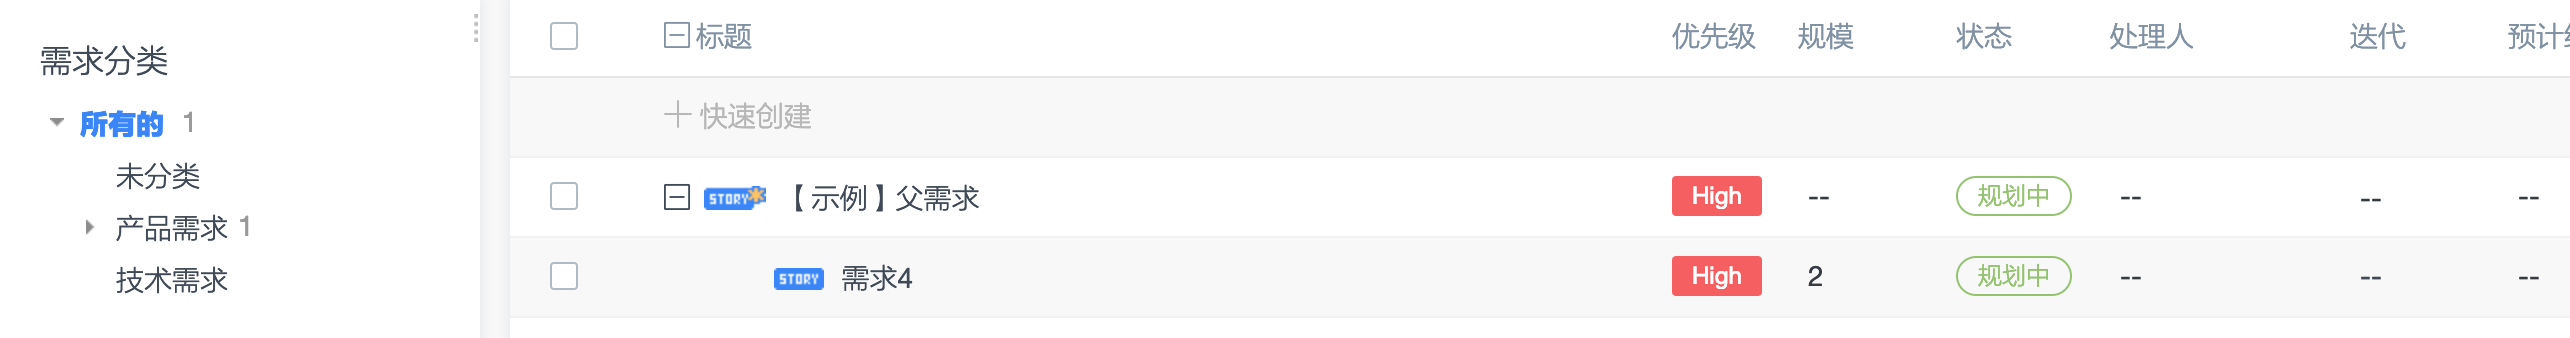 需求分类
所有的 1
未分类
产品需求 1
技术需求
标题 优先级 规模 状态 处理人 迭代 预计
快速创建
STORY 【示例】父需求 High -- 规划中 -- -- --
STORY 需求4 High 2 规划中 -- -- --